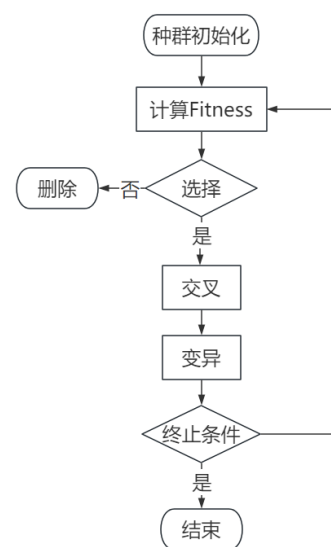 种群初始化
计算Fitness
选择
否
删除
是
交叉
变异
终止条件
是
结束